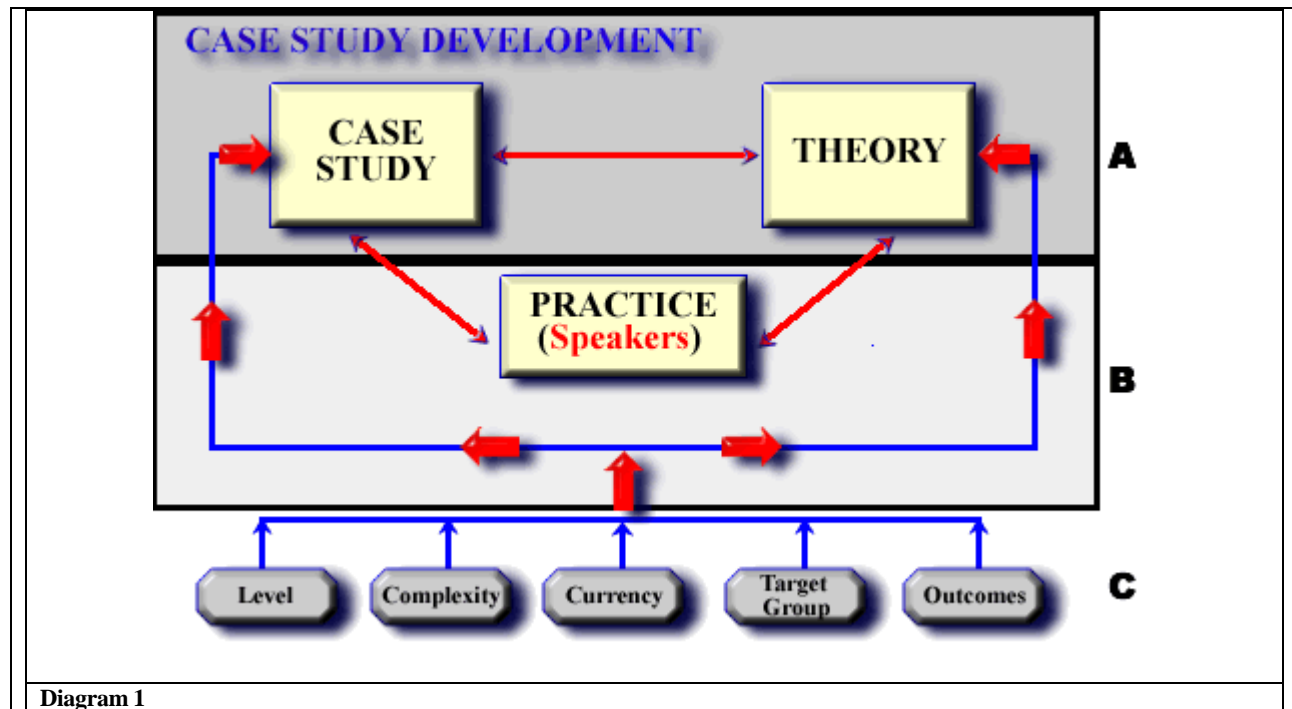 CASE STUDY DEVELOPMENT
CASE
STUDY
THEORY
A
PRACTICE
(Speakers)
B
Level
Complexity
Currency
Target
Group
Outcomes
C
Diagram 1